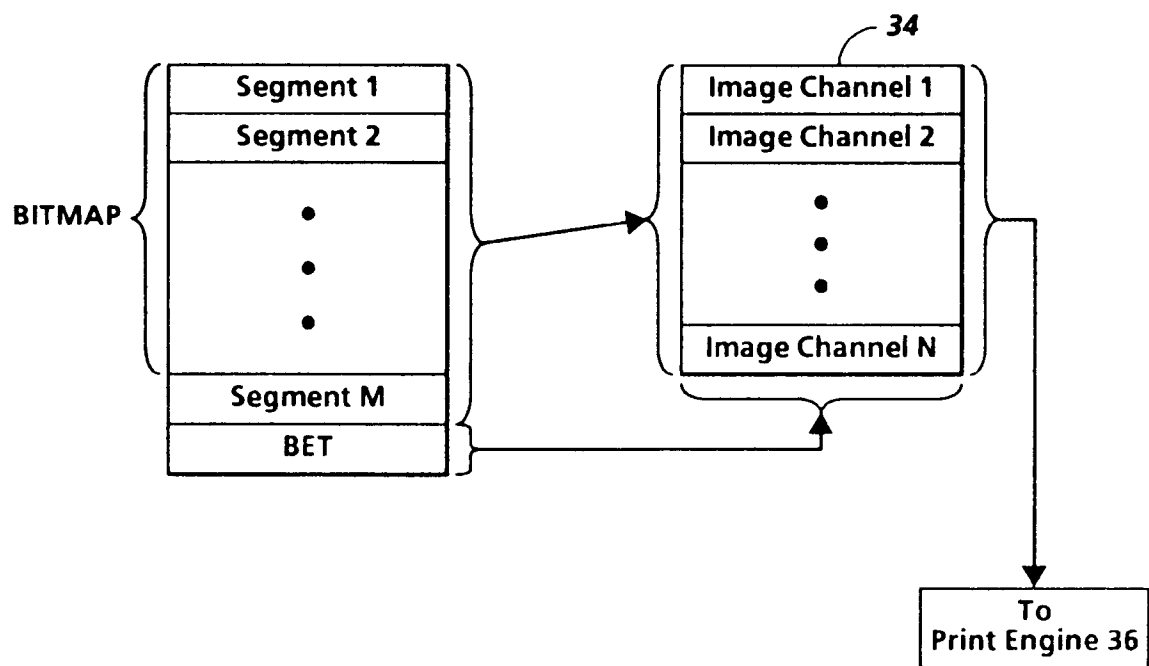 34
Segment 1
Segment 2
BITMAP
Segment M
BET
Image Channel 1
Image Channel 2
Image Channel N
To
Print Engine 36